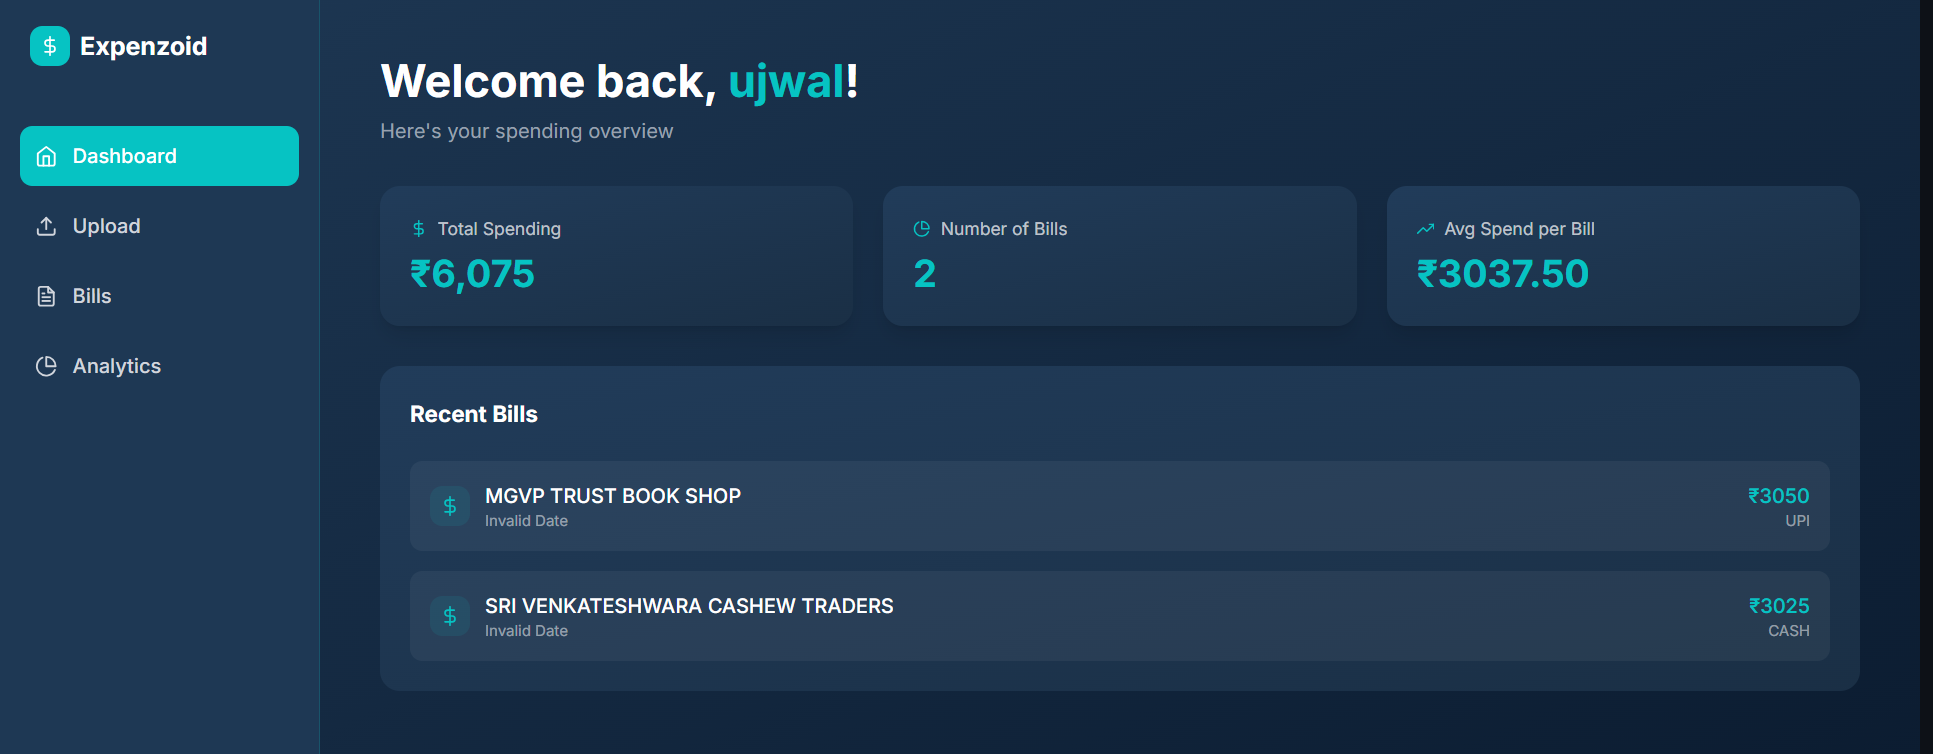 Expenzoid
Dashboard
Upload
Bills
Analytics
Welcome back, ujwal!
Here's your spending overview
$ Total Spending
₹6,075
Number of Bills
2
Avg Spend per Bill
₹3037.50
Recent Bills
$ MGVP TRUST BOOK SHOP ₹3050
Invalid Date UPI
$ SRI VENKATESHWARA CASHEW TRADERS ₹3025
Invalid Date CASH